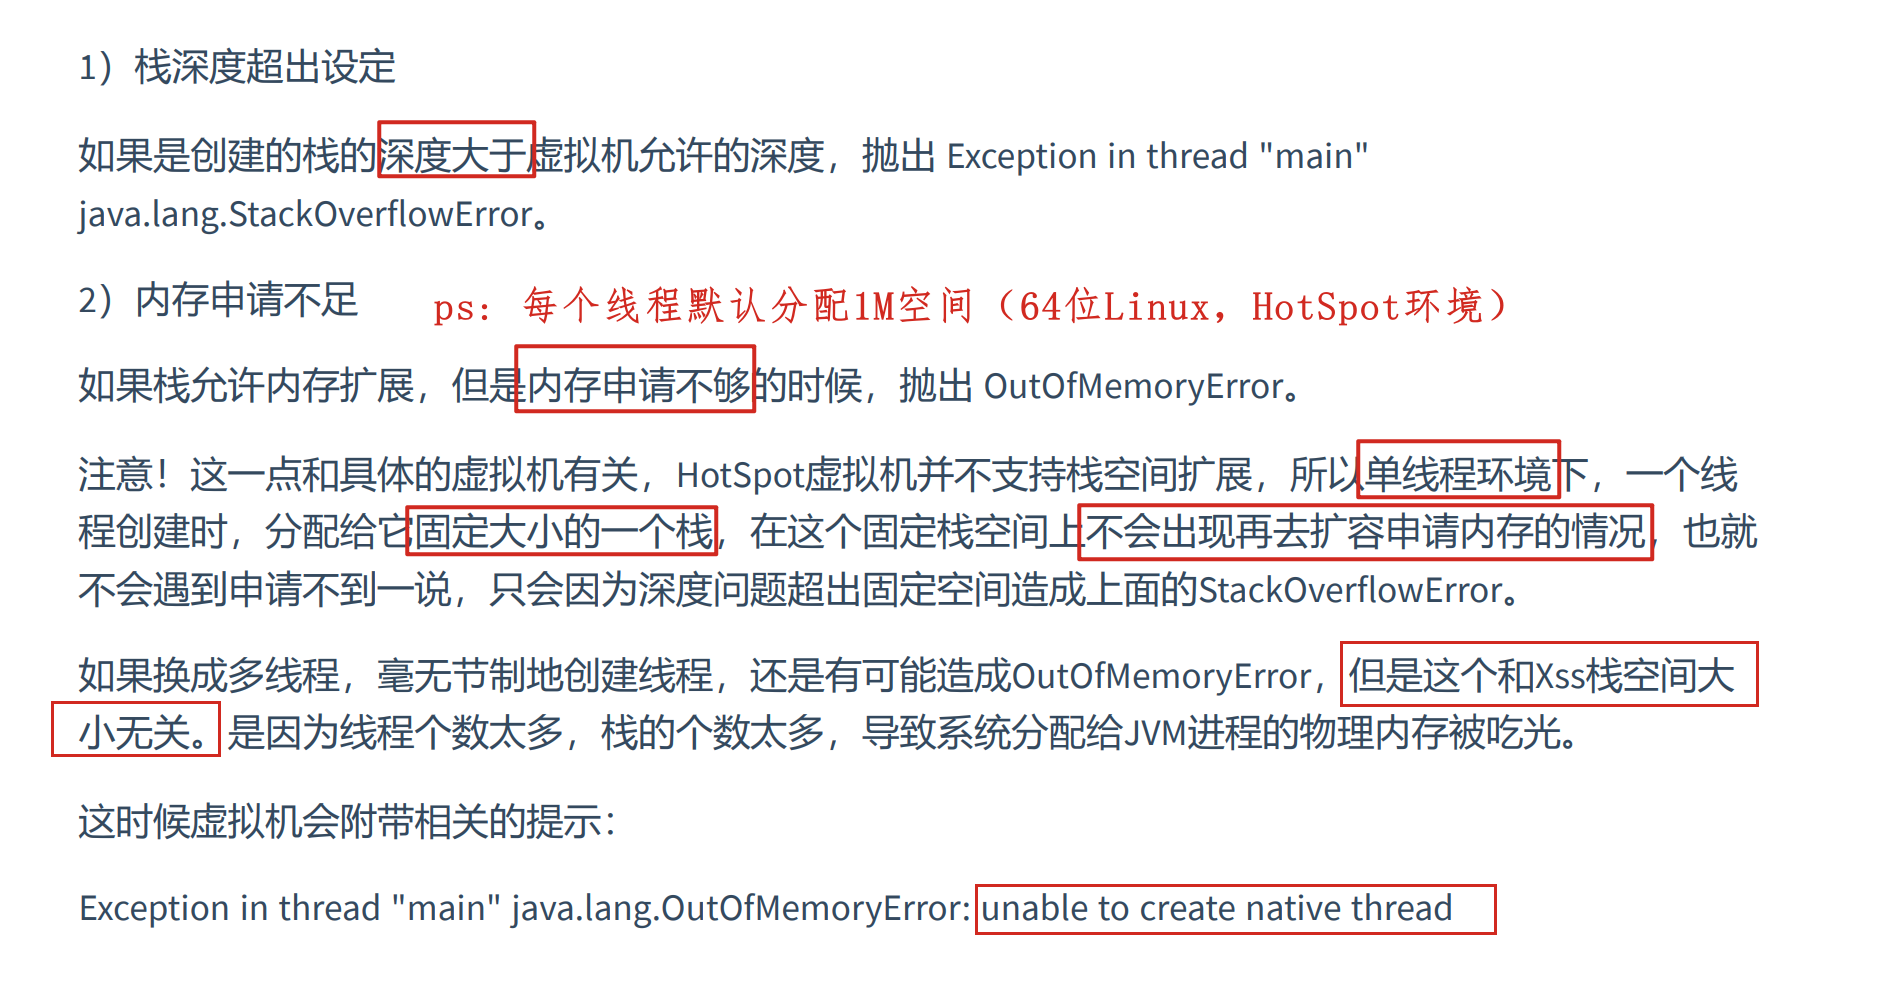 1）栈深度超出设定
如果是创建的栈的深度大于虚拟机允许的深度，抛出 Exception in thread "main"
java.lang.StackOverflowError。
2）内存申请不足
ps：每个线程默认分配1M空间（64位Linux，HotSpot环境）
如果栈允许内存扩展，但是内存申请不够的时候，抛出 OutOfMemoryError。
注意！这一点和具体的虚拟机有关，HotSpot虚拟机并不支持栈空间扩展，所以单线程环境下，一个线
程创建时，分配给它固定大小的一个栈，在这个固定栈空间上不会出现再去扩容申请内存的情况，也就
不会遇到申请不到一说，只会因为深度问题超出固定空间造成上面的StackOverflowError。
如果换成多线程，毫无节制地创建线程，还是有可能造成OutOfMemoryError，但是这个和Xss栈空间大
小无关。是因为线程个数太多，栈的个数太多，导致系统分配给JVM进程的物理内存被吃光。
这时候虚拟机会附带相关的提示：
Exception in thread "main" java.lang.OutOfMemoryError: unable to create native thread